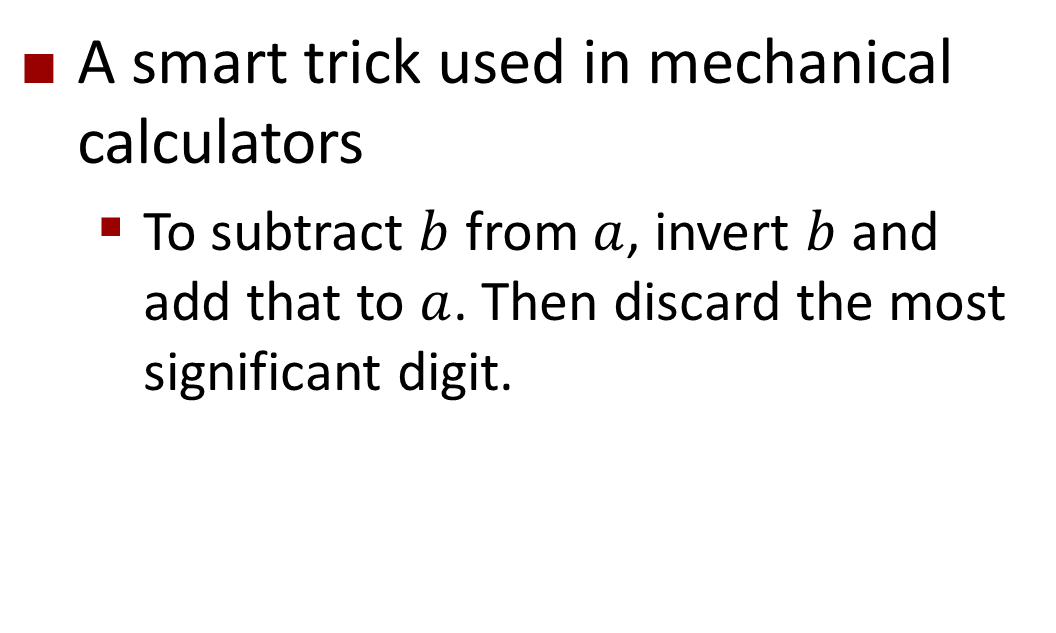 A smart trick used in mechanical
calculators
To subtract b from a, invert b and
add that to a. Then discard the most
significant digit.